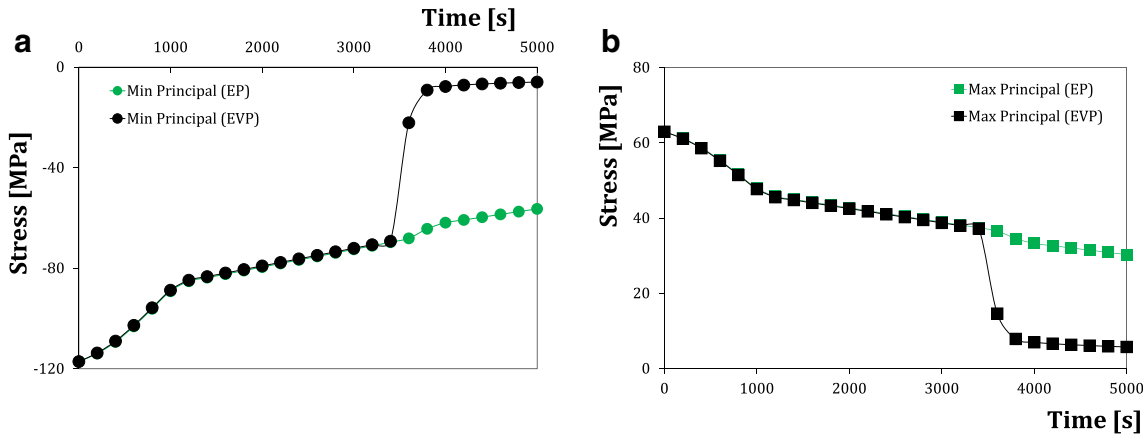 a
Time [s]
0 1000 2000 3000 4000 5000
0
-40
-80
-120
Stress [MPa]
Min Principal (EP)
Min Principal (EVP)
b
80
60
40
20
0
Stress [MPa]
Max Principal (EP)
Max Principal (EVP)
0 1000 2000 3000 4000 5000
Time [s]